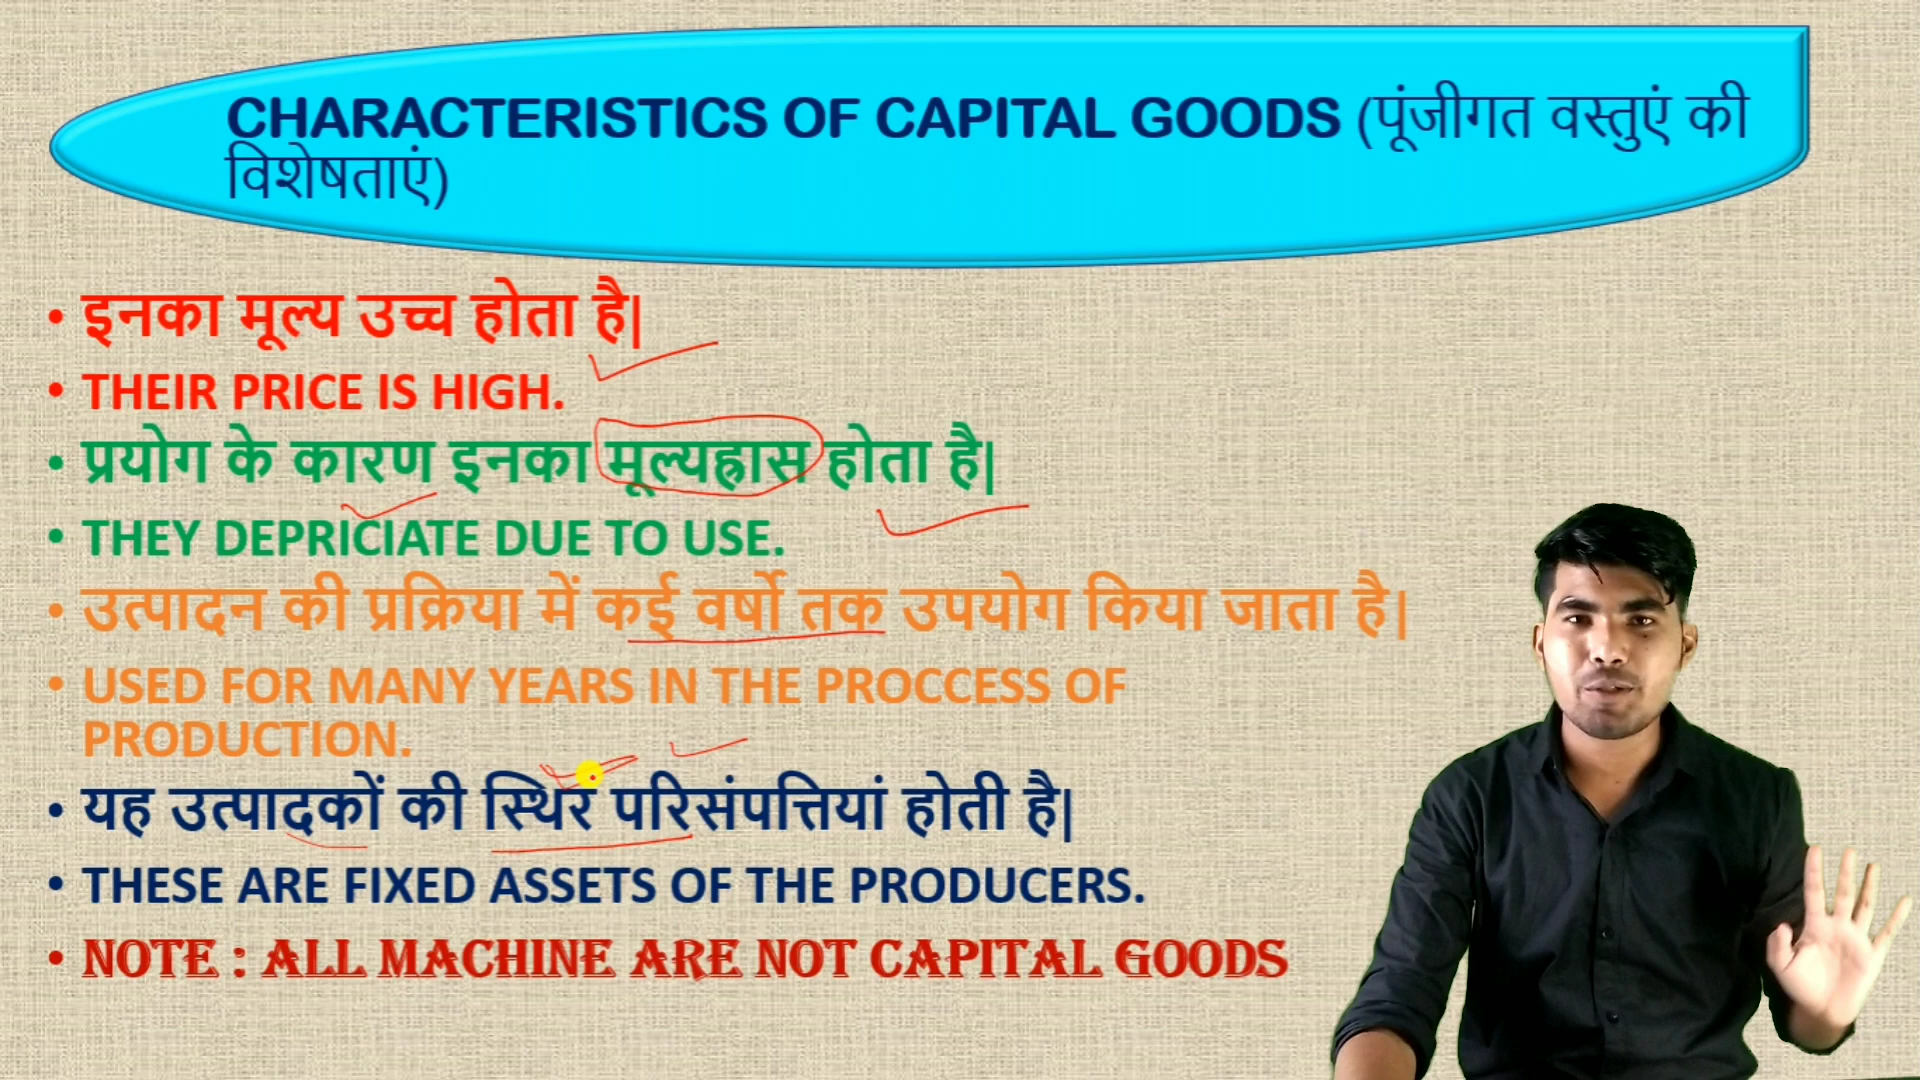 CHARACTERISTICS OF CAPITAL GOODS (पूंजीगत वस्तुएं की
विशेषताएं)
• इनका मूल्य उच्च होता है|
• THEIR PRICE IS HIGH.
• प्रयोग के कारण इनका मूल्यह्रास होता है|
• THEY DEPRICIATE DUE TO USE.
• उत्पादन की प्रक्रिया में कई वर्षो तक उपयोग किया जाता है|
• USED FOR MANY YEARS IN THE PROCCESS OF
PRODUCTION.
• यह उत्पादकों की स्थिर परिसंपत्तियां होती है|
• THESE ARE FIXED ASSETS OF THE PRODUCERS.
• NOTE : ALL MACHINE ARE NOT CAPITAL GOODS